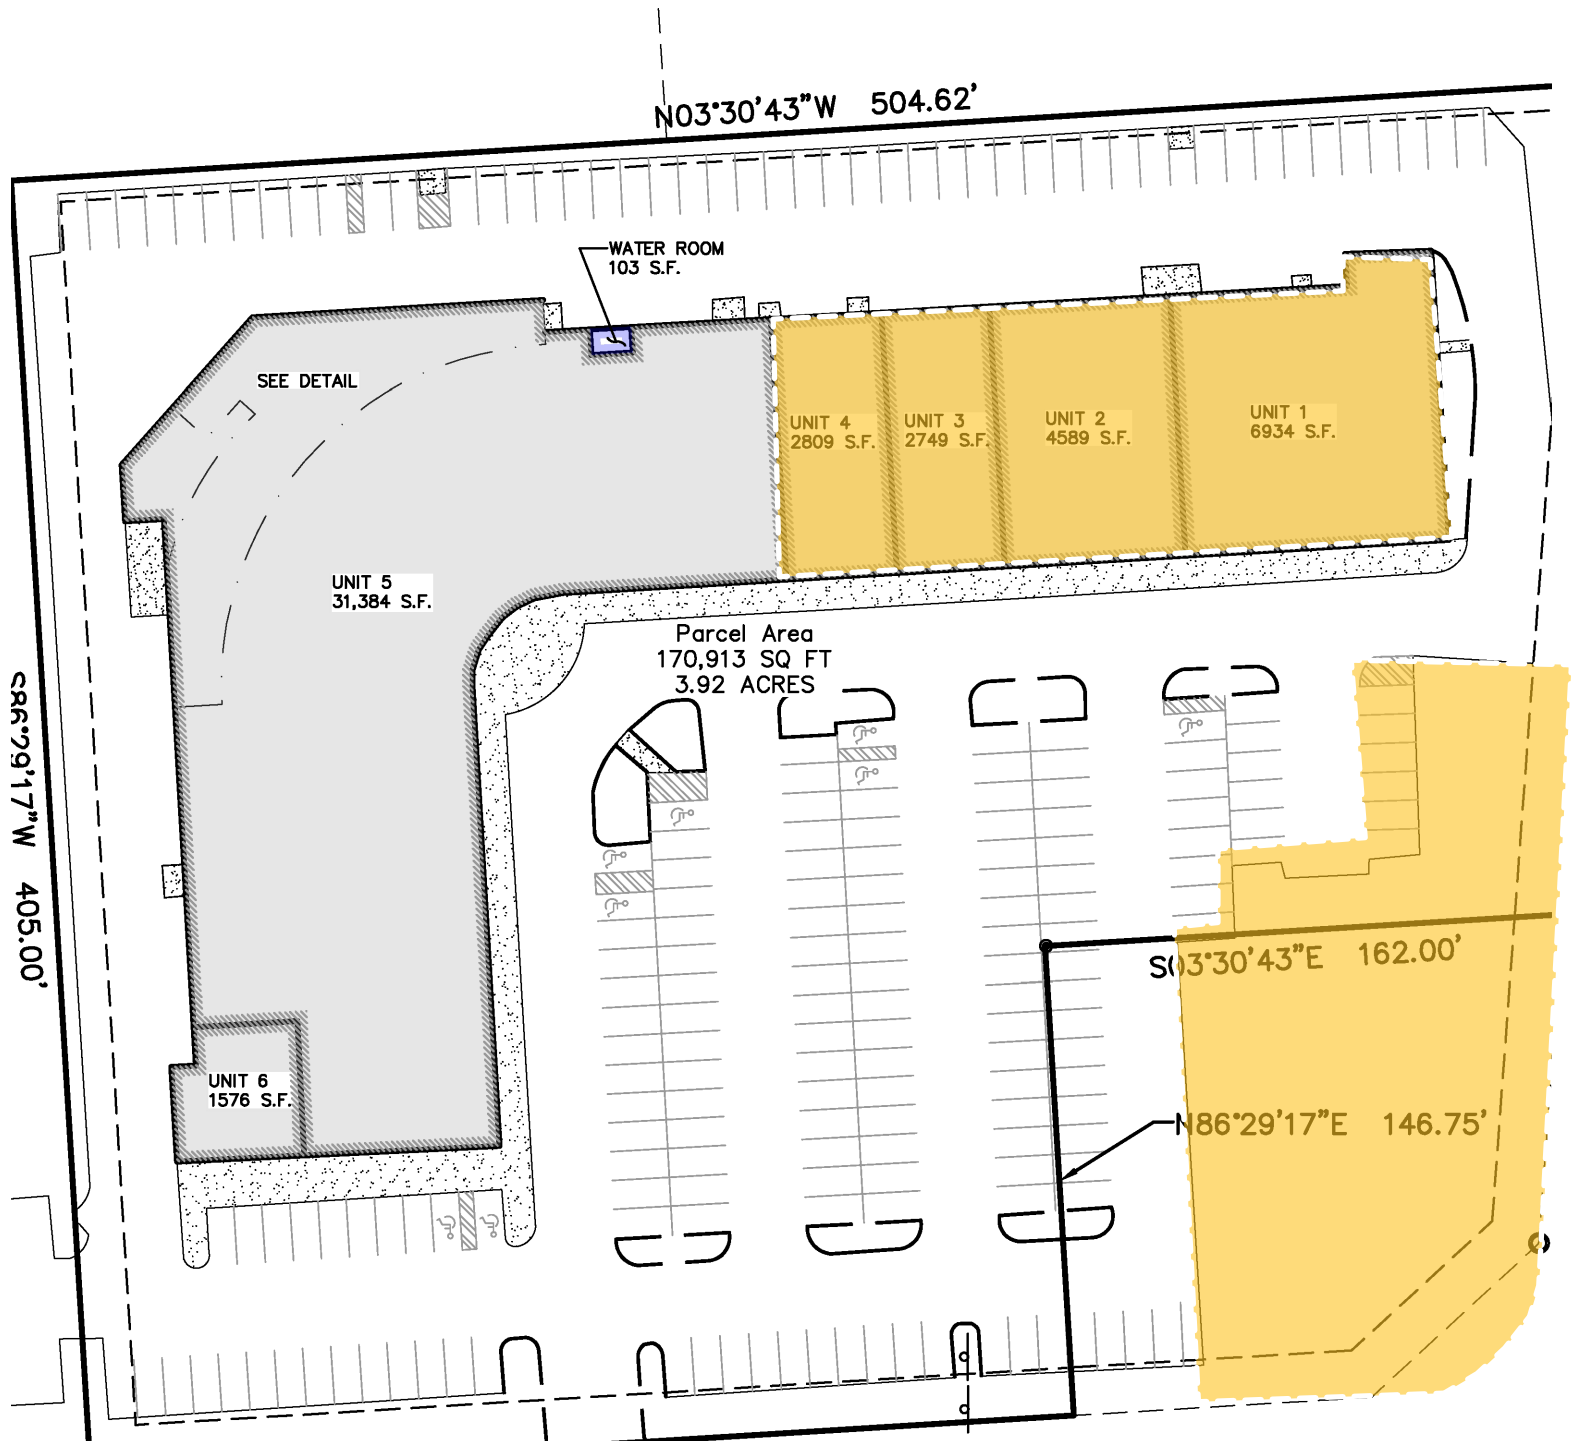 N03°30'43"W 504.62'
WATER ROOM
103 S.F.
SEE DETAIL
UNIT 4
2809 S.F.
UNIT 3
2749 S.F.
UNIT 2
4589 S.F.
UNIT 1
6934 S.F.
UNIT 5
31,384 S.F.
Parcel Area
170,913 SQ FT
3.92 ACRES
S86°29'17"W 405.00'
S03°30'43"E 162.00'
UNIT 6
1576 S.F.
N86°29'17"E 146.75'